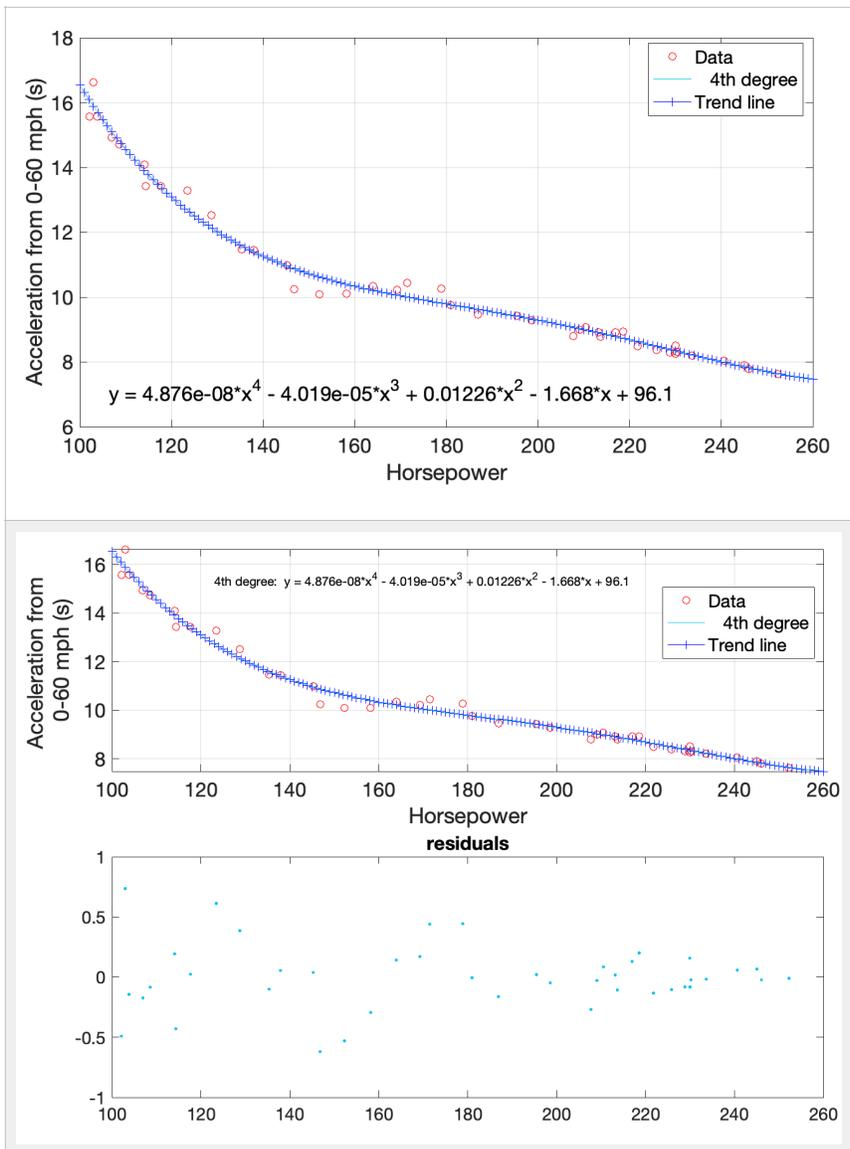 18
16
14
12
10
8
6
Acceleration from 0-60 mph (s)
Data
4th degree
Trend line
y = 4.876e-08*x^4 - 4.019e-05*x^3 + 0.01226*x^2 - 1.668*x + 96.1
100 120 140 160 180 200 220 240 260
Horsepower
16
14
12
10
8
Acceleration from
0-60 mph (s)
4th degree: y = 4.876e-08*x^4 - 4.019e-05*x^3 + 0.01226*x^2 - 1.668*x + 96.1
Data
4th degree
Trend line
100 120 140 160 180 200 220 240 260
Horsepower
residuals
1
0.5
0
-0.5
-1
100 120 140 160 180 200 220 240 260